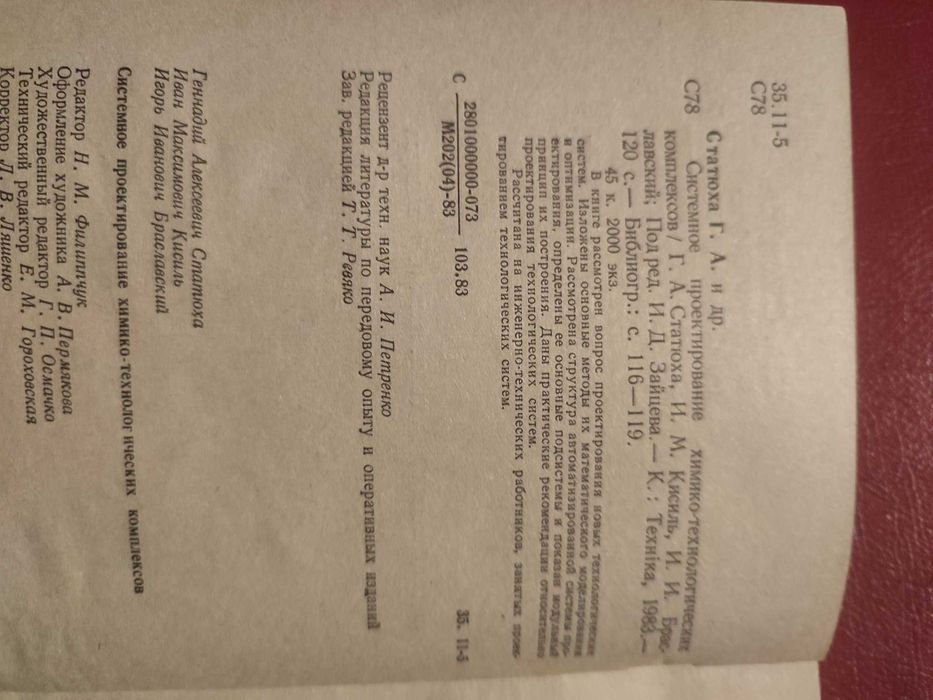 35.11-5
С78
Статюха Г. А. и др.
С78 Системное проектирование химико-технологических
комплексов / Г. А. Статюха, И. М. Кисиль, И. И. Брас-
лавский; Под ред. И. Д. Зайцева.— К.: Техніка, 1983.—
120 с.— Библиогр.: с. 116—119.
45 к. 2000 экз.
В книге рассмотрен вопрос проектирования новых технологических
систем. Изложены основные методы их математического моделирования
и оптимизации. Рассмотрена структура автоматизированной системы про-
ектирования, определены ее основные подсистемы и показан модульный
принцип их построения. Даны практические рекомендации относительно
проектирования технологических систем.
Рассчитана на инженерно-технических работников, занятых проек-
тированием технологических систем.
2801000000-073
С 103.83 35. 11-5
М202(04)-83
Рецензент д-р техн. наук А. И. Петренко
Редакция литературы по передовому опыту и оперативных изданий
Зав. редакцией Т. Т. Ревяко
Геннадий Алексеевич Статюха
Иван Максимович Кисиль
Игорь Иванович Браславский
Системное проектирование химико-технологических комплексов
Редактор Н. М. Филиппчук
Оформление художника А. В. Пермякова
Художественный редактор Г. П. Осмачко
Технический редактор Е. М. Гороховская
Корректор Л. В. Ляшенко